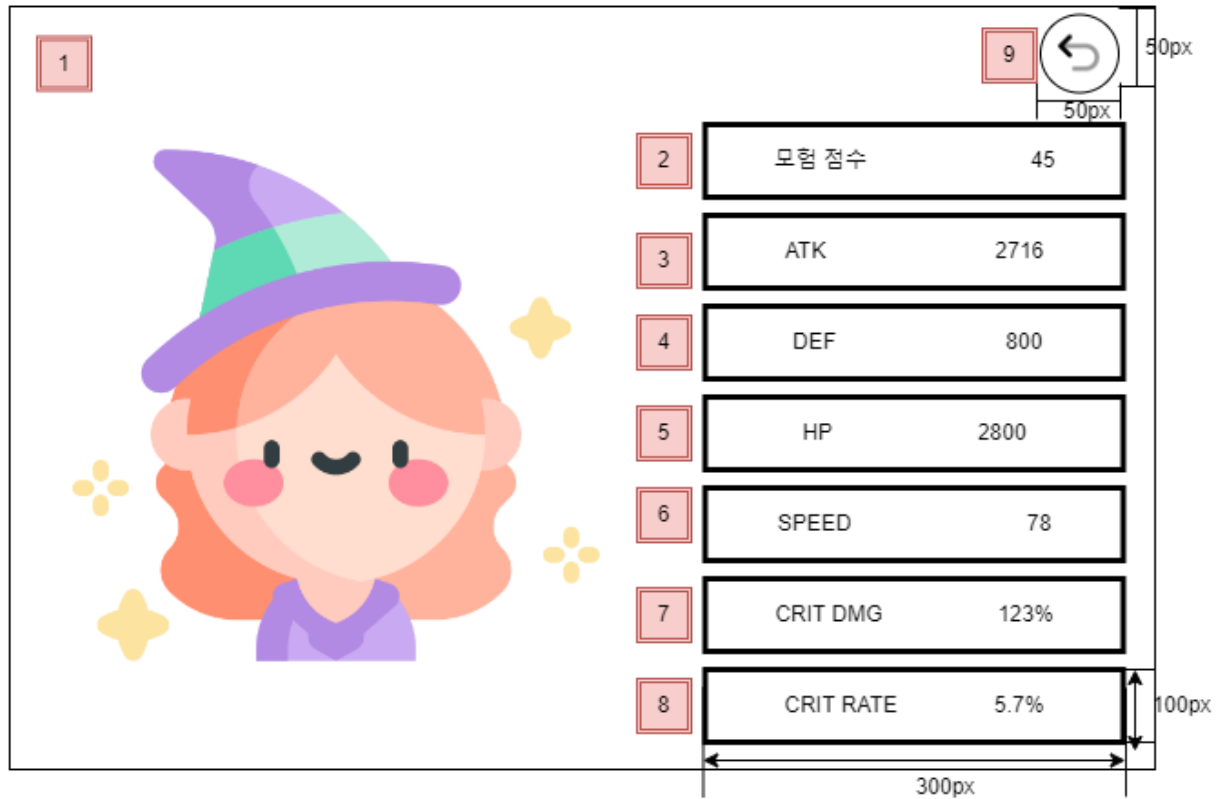 1
9
50px
50px
2
모험 점수 45
3
ATK 2716
4
DEF 800
5
HP 2800
6
SPEED 78
7
CRIT DMG 123%
8
CRIT RATE 5.7%
100px
300px